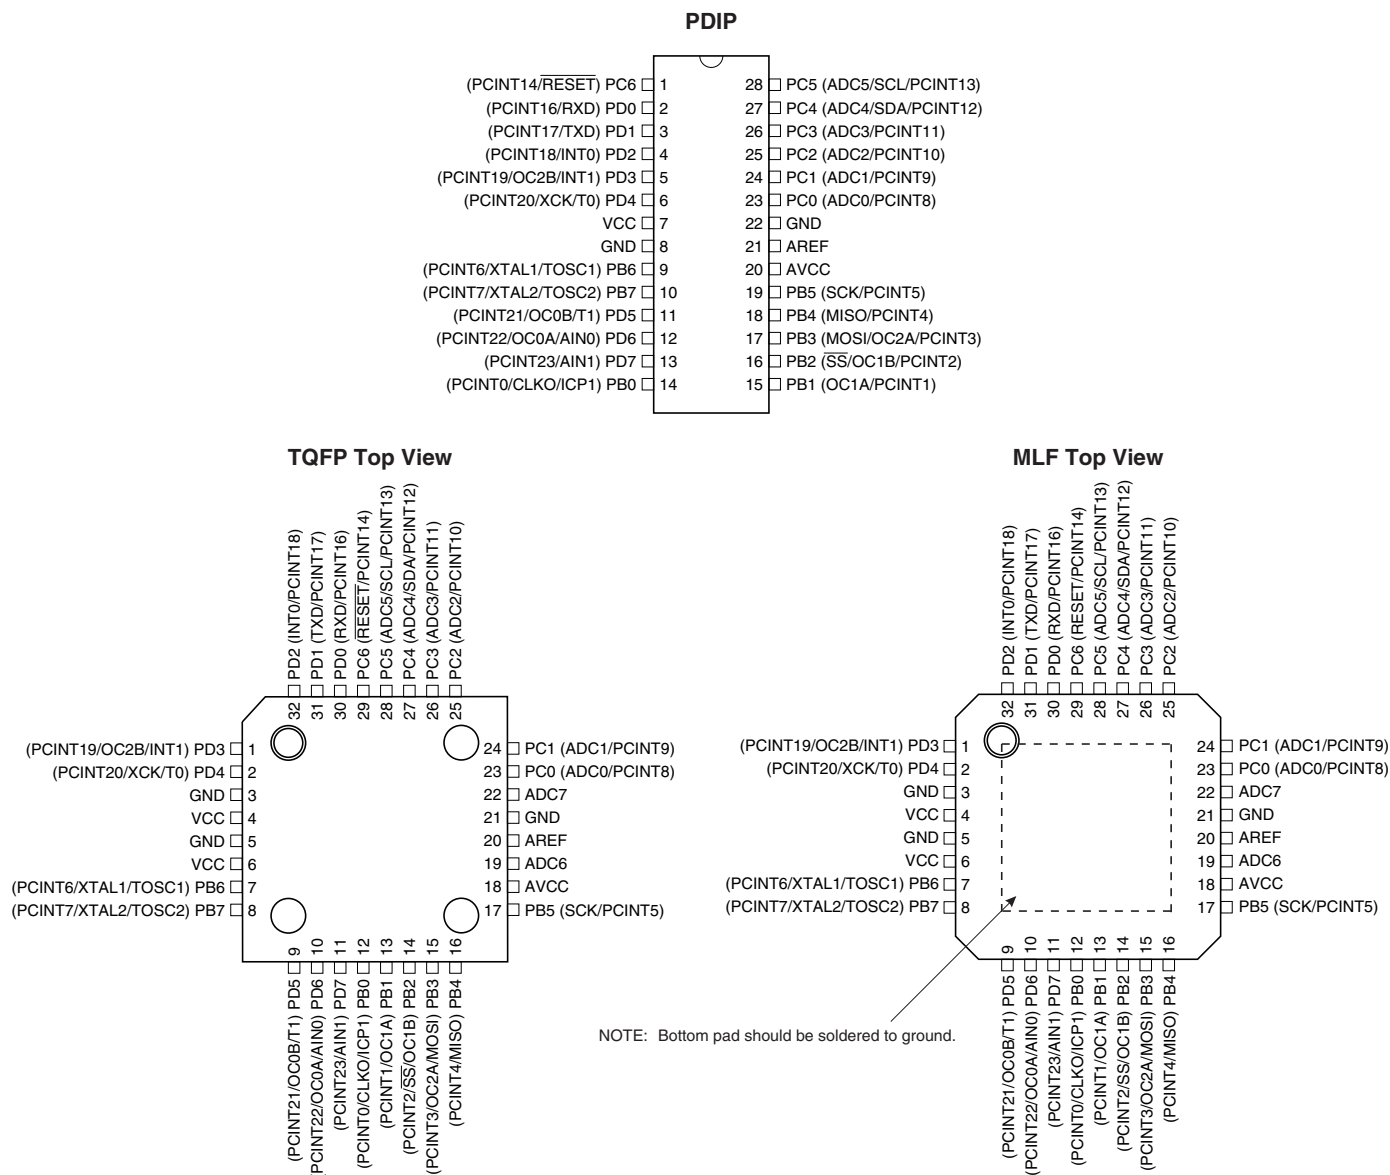 PDIP
(PCINT14/RESET) PC6 1
(PCINT16/RXD) PD0 2
(PCINT17/TXD) PD1 3
(PCINT18/INT0) PD2 4
(PCINT19/OC2B/INT1) PD3 5
(PCINT20/XCK/T0) PD4 6
VCC 7
GND 8
(PCINT6/XTAL1/TOSC1) PB6 9
(PCINT7/XTAL2/TOSC2) PB7 10
(PCINT21/OC0B/T1) PD5 11
(PCINT22/OC0A/AIN0) PD6 12
(PCINT23/AIN1) PD7 13
(PCINT0/CLKO/ICP1) PB0 14
28 PC5 (ADC5/SCL/PCINT13)
27 PC4 (ADC4/SDA/PCINT12)
26 PC3 (ADC3/PCINT11)
25 PC2 (ADC2/PCINT10)
24 PC1 (ADC1/PCINT9)
23 PC0 (ADC0/PCINT8)
22 GND
21 AREF
20 AVCC
19 PB5 (SCK/PCINT5)
18 PB4 (MISO/PCINT4)
17 PB3 (MOSI/OC2A/PCINT3)
16 PB2 (SS/OC1B/PCINT2)
15 PB1 (OC1A/PCINT1)
TQFP Top View
32 PD2 (INT0/PCINT18)
31 PD1 (TXD/PCINT17)
30 PD0 (RXD/PCINT16)
29 PC6 (RESET/PCINT14)
28 PC5 (ADC5/SCL/PCINT13)
27 PC4 (ADC4/SDA/PCINT12)
26 PC3 (ADC3/PCINT11)
25 PC2 (ADC2/PCINT10)
(PCINT19/OC2B/INT1) PD3 1
(PCINT20/XCK/T0) PD4 2
GND 3
VCC 4
GND 5
VCC 6
(PCINT6/XTAL1/TOSC1) PB6 7
(PCINT7/XTAL2/TOSC2) PB7 8
24 PC1 (ADC1/PCINT9)
23 PC0 (ADC0/PCINT8)
22 ADC7
21 GND
20 AREF
19 ADC6
18 AVCC
17 PB5 (SCK/PCINT5)
(PCINT21/OC0B/T1) PD5 9
(PCINT22/OC0A/AIN0) PD6 10
(PCINT23/AIN1) PD7 11
(PCINT0/CLKO/ICP1) PB0 12
(PCINT1/OC1A) PB1 13
(PCINT2/SS/OC1B) PB2 14
(PCINT3/OC2A/MOSI) PB3 15
(PCINT4/MISO) PB4 16
MLF Top View
32 PD2 (INT0/PCINT18)
31 PD1 (TXD/PCINT17)
30 PD0 (RXD/PCINT16)
29 PC6 (RESET/PCINT14)
28 PC5 (ADC5/SCL/PCINT13)
27 PC4 (ADC4/SDA/PCINT12)
26 PC3 (ADC3/PCINT11)
25 PC2 (ADC2/PCINT10)
(PCINT19/OC2B/INT1) PD3 1
(PCINT20/XCK/T0) PD4 2
GND 3
VCC 4
GND 5
VCC 6
(PCINT6/XTAL1/TOSC1) PB6 7
(PCINT7/XTAL2/TOSC2) PB7 8
24 PC1 (ADC1/PCINT9)
23 PC0 (ADC0/PCINT8)
22 ADC7
21 GND
20 AREF
19 ADC6
18 AVCC
17 PB5 (SCK/PCINT5)
(PCINT21/OC0B/T1) PD5 9
(PCINT22/OC0A/AIN0) PD6 10
(PCINT23/AIN1) PD7 11
(PCINT0/CLKO/ICP1) PB0 12
(PCINT1/OC1A) PB1 13
(PCINT2/SS/OC1B) PB2 14
(PCINT3/OC2A/MOSI) PB3 15
(PCINT4/MISO) PB4 16
NOTE: Bottom pad should be soldered to ground.